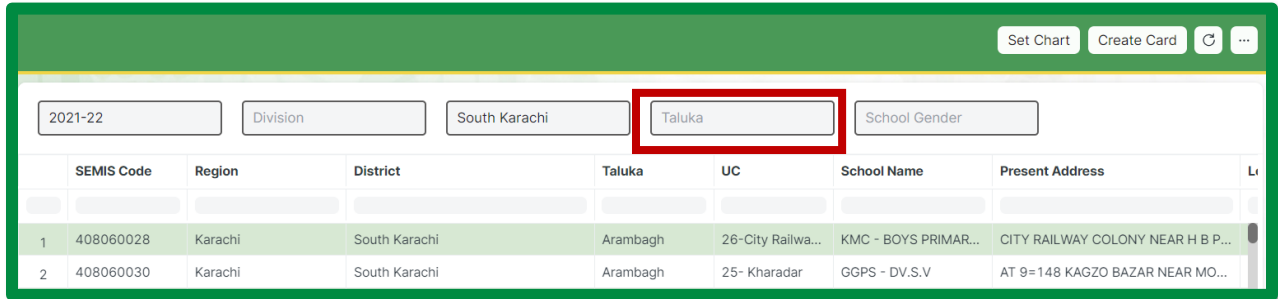 Set Chart Create Card ...
2021-22 Division South Karachi Taluka School Gender
SEMIS Code Region District Taluka UC School Name Present Address
1 408060028 Karachi South Karachi Arambagh 26-City Railwa... KMC - BOYS PRIMAR... CITY RAILWAY COLONY NEAR H B P...
2 408060030 Karachi South Karachi Arambagh 25- Kharadar GGPS - DV.S.V AT 9=148 KAGZO BAZAR NEAR MO...